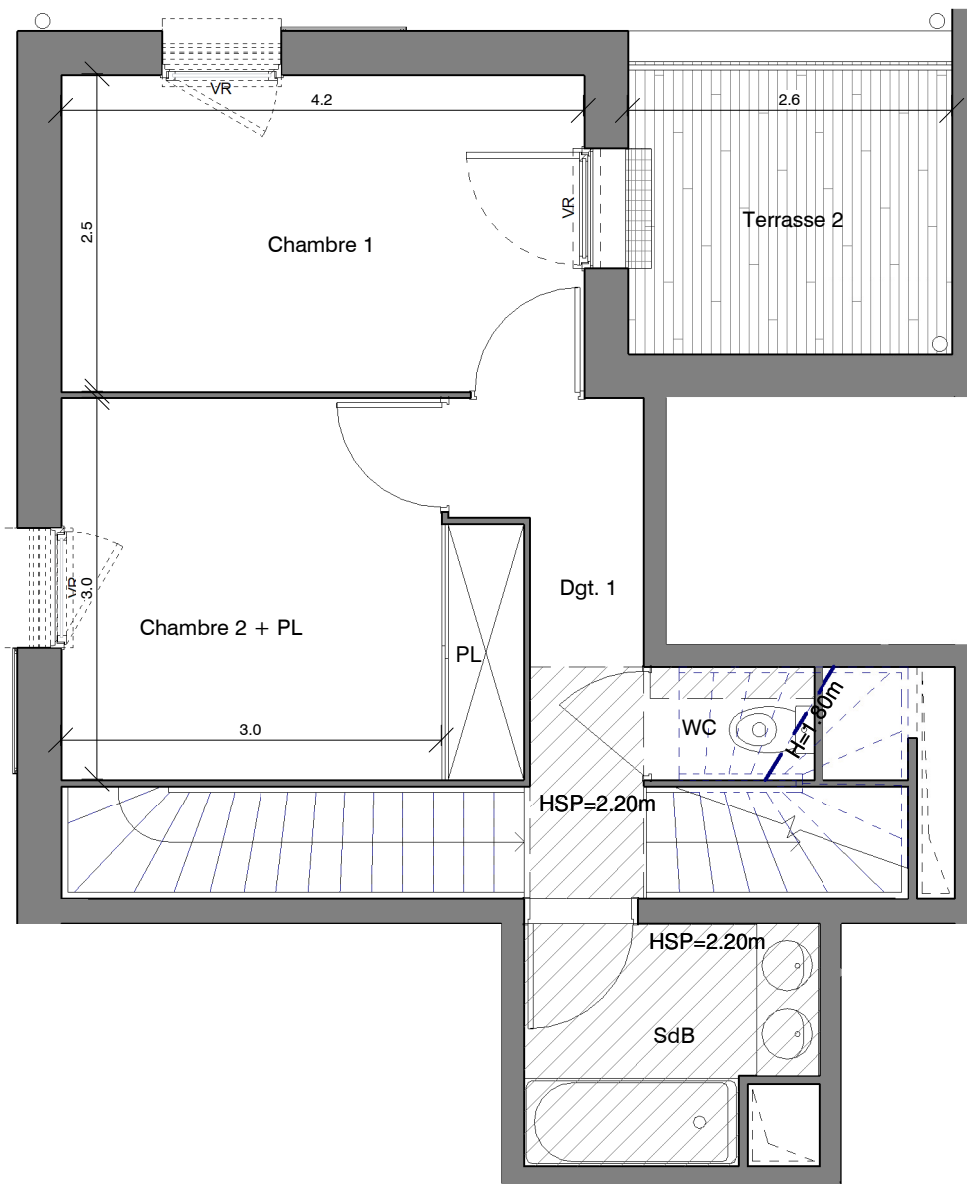 VR
4.2
2.6
2.5
VR
Terrasse 2
Chambre 1
VR
3.0
Dgt. 1
Chambre 2 + PL
PL
3.0
WC
H=1.80m
HSP=2.20m
HSP=2.20m
SdB